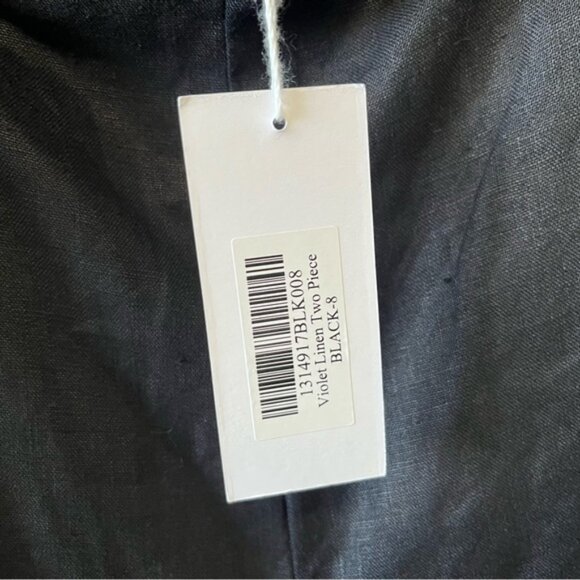 1314917BLK008
Violet Linen Two Piece
BLACK-8